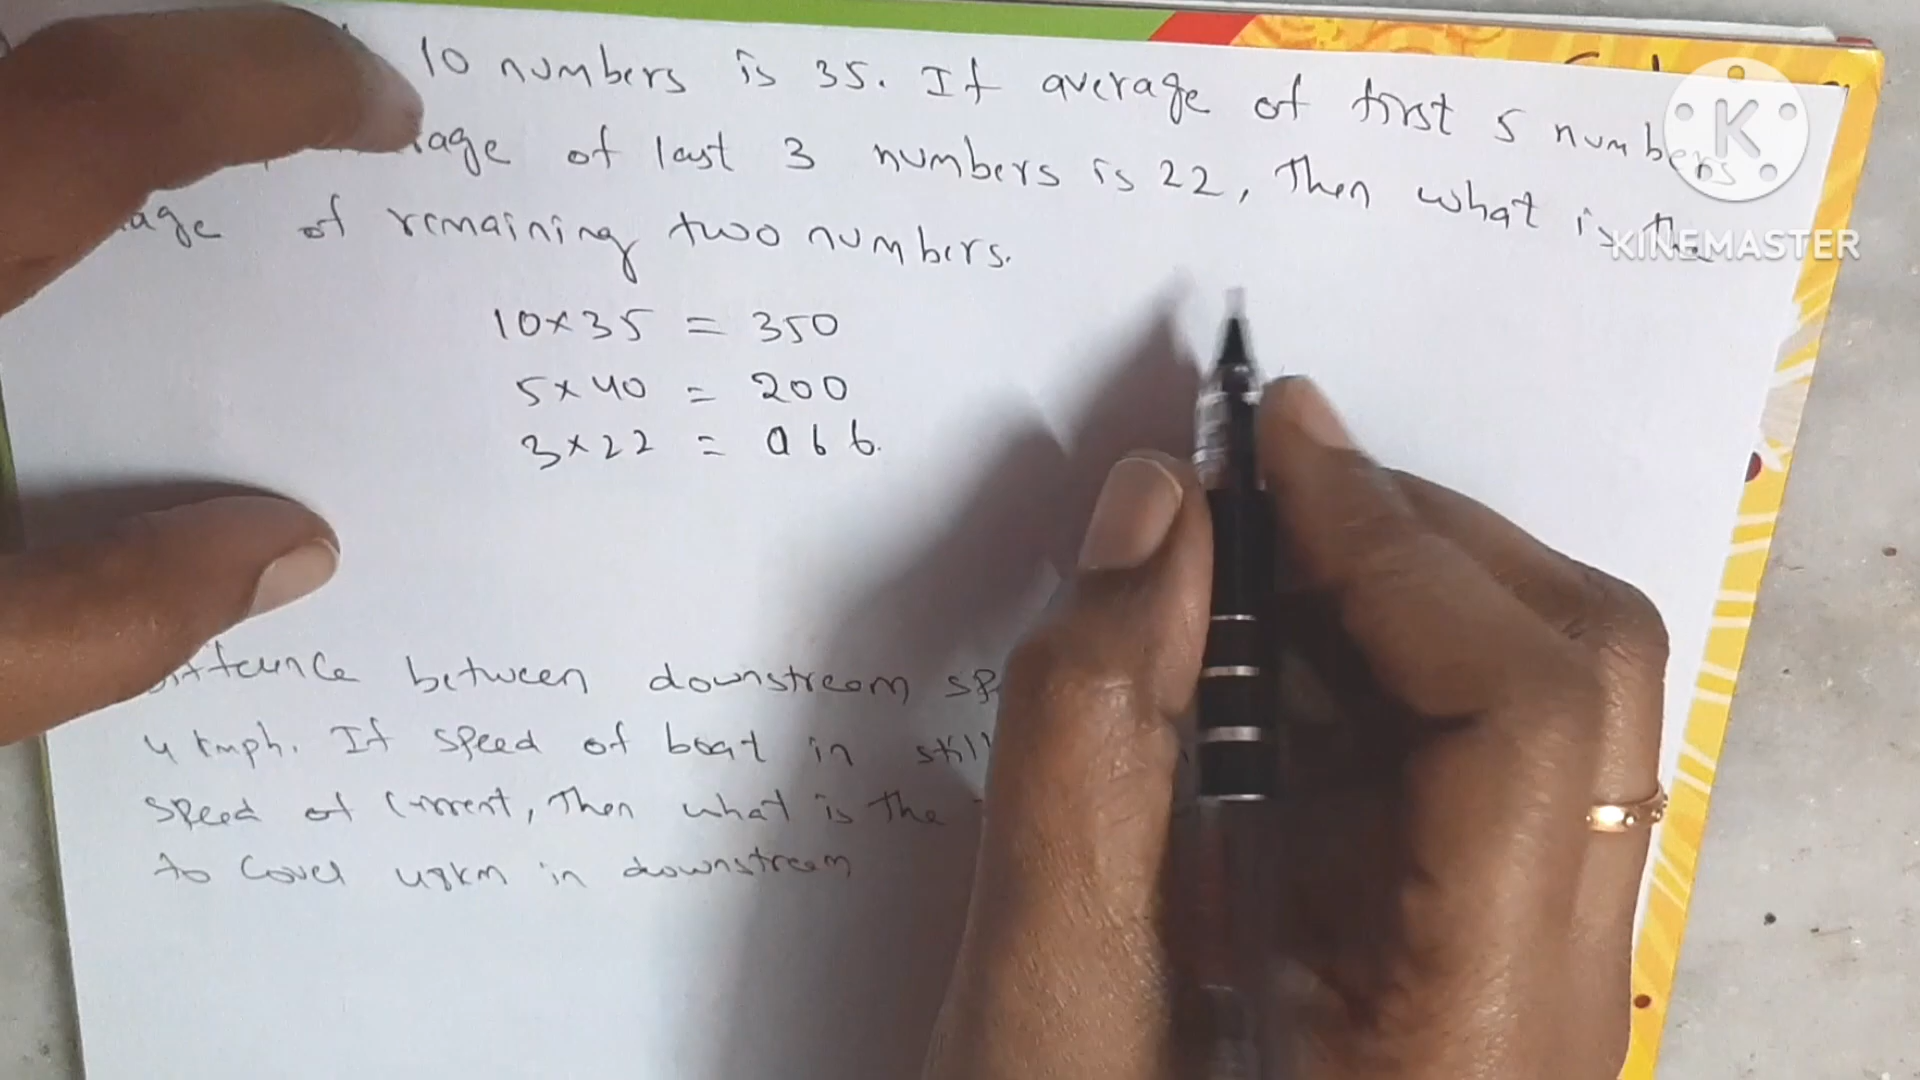 10 numbers is 35. If average of first 5 numbers
of last 3 numbers is 22, Then what is the
of remaining two numbers.
10×35 = 350
5×40 = 200
3×22 = 066.
between downstream
4 kmph. If speed of boat in
speed of current, Then what is the
to cover 48km in downstream
K
KINEMASTER